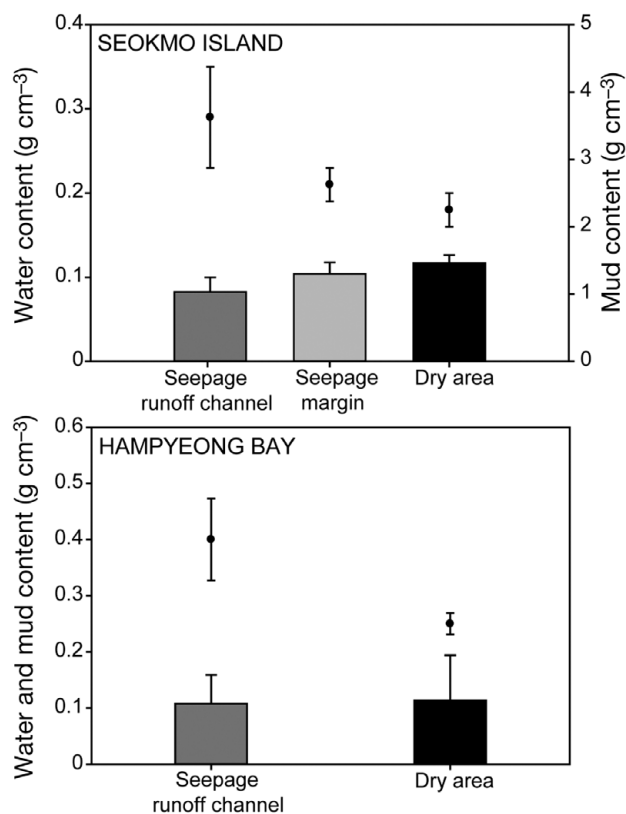 SEOKMO ISLAND
Water content (g cm⁻³)
Mud content (g cm⁻³)
0.4
0.3
0.2
0.1
0
5
4
3
2
1
0
Seepage
runoff channel
Seepage
margin
Dry area
HAMPYEONG BAY
Water and mud content (g cm⁻³)
0.6
0.5
0.4
0.3
0.2
0.1
0
Seepage
runoff channel
Dry area